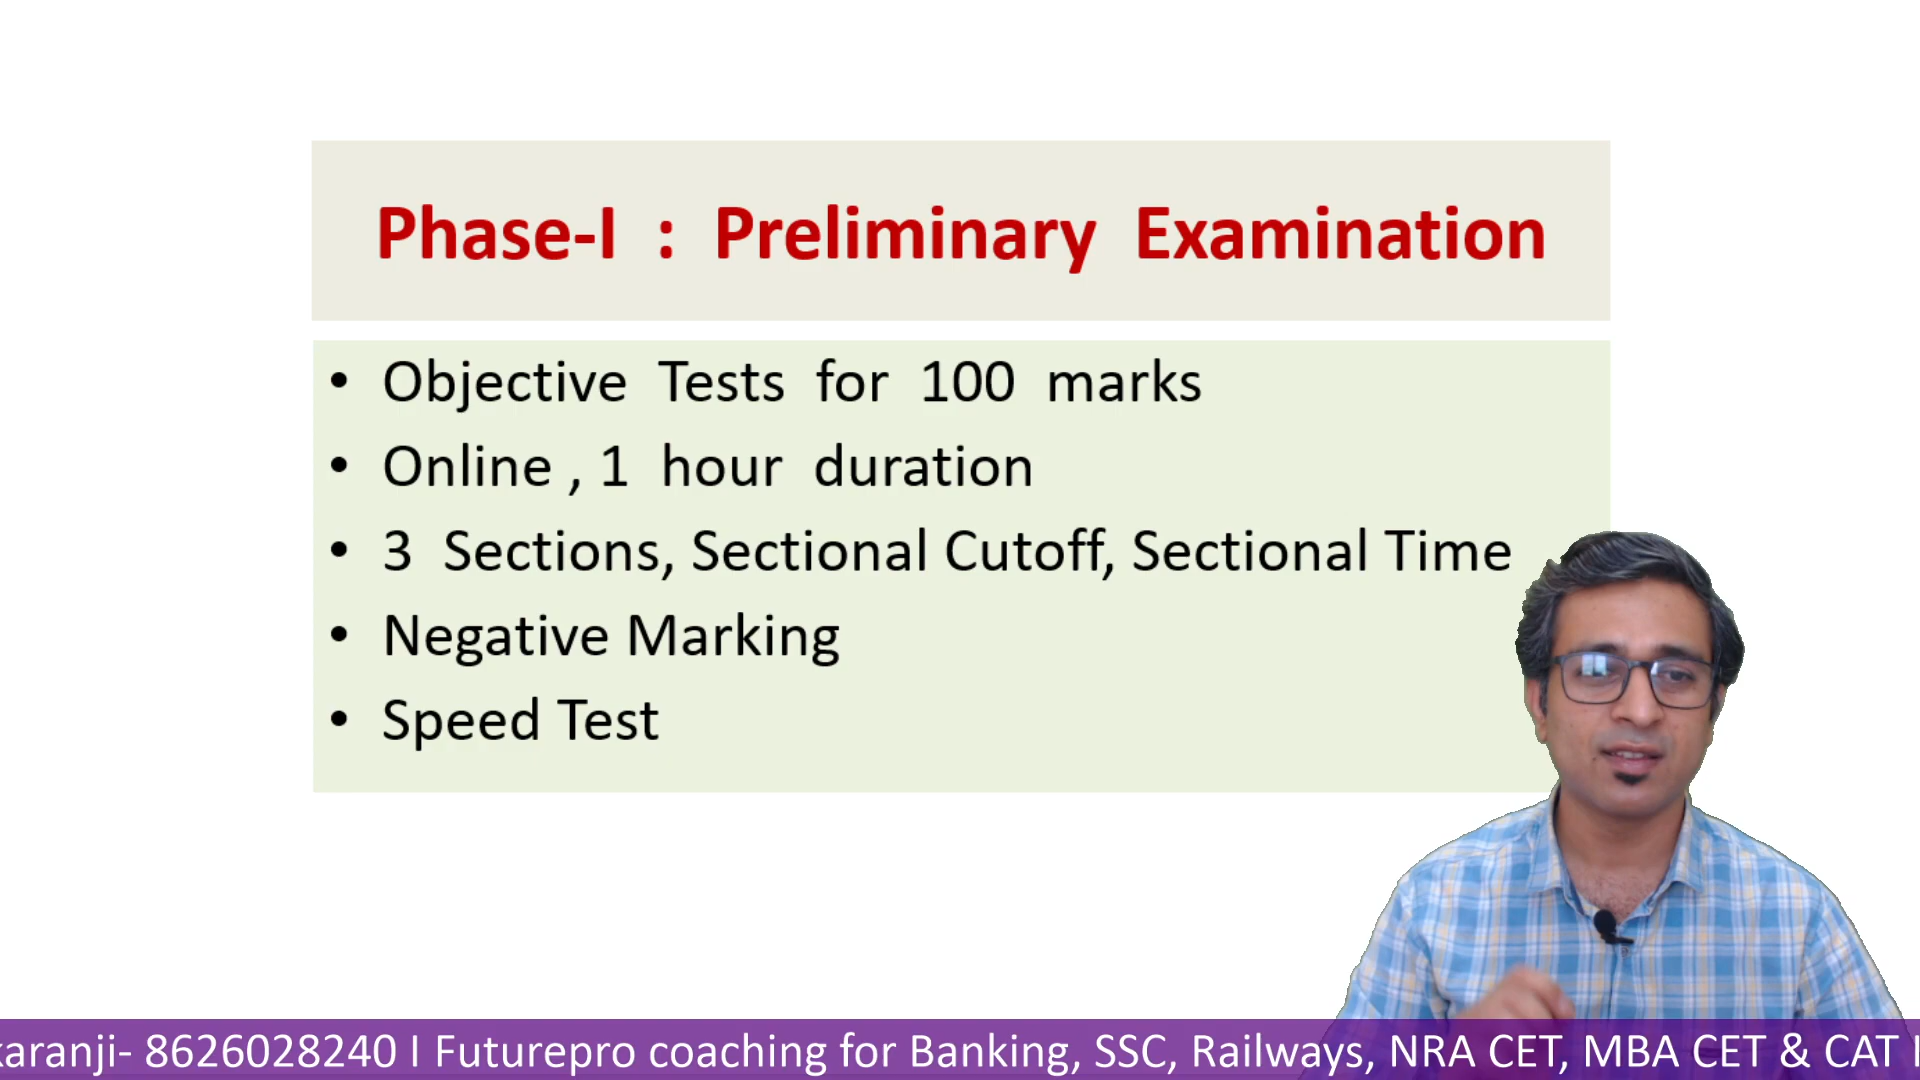 Phase-I : Preliminary Examination
• Objective Tests for 100 marks
• Online , 1 hour duration
• 3 Sections, Sectional Cutoff, Sectional Time
• Negative Marking
• Speed Test
karanji- 8626028240 I Futurepro coaching for Banking, SSC, Railways, NRA CET, MBA CET & CAT I